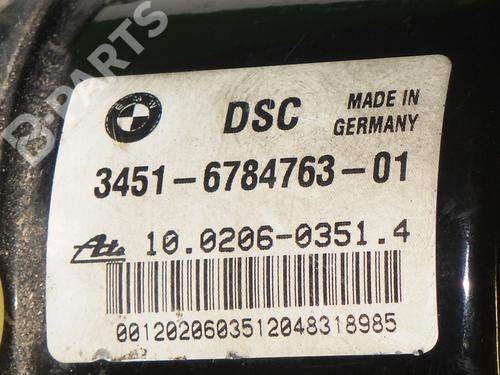 B-PARTS
DSC
MADE IN
GERMANY
3451-6784763-01
Ate 10.0206-0351.4
0012020603512048318985